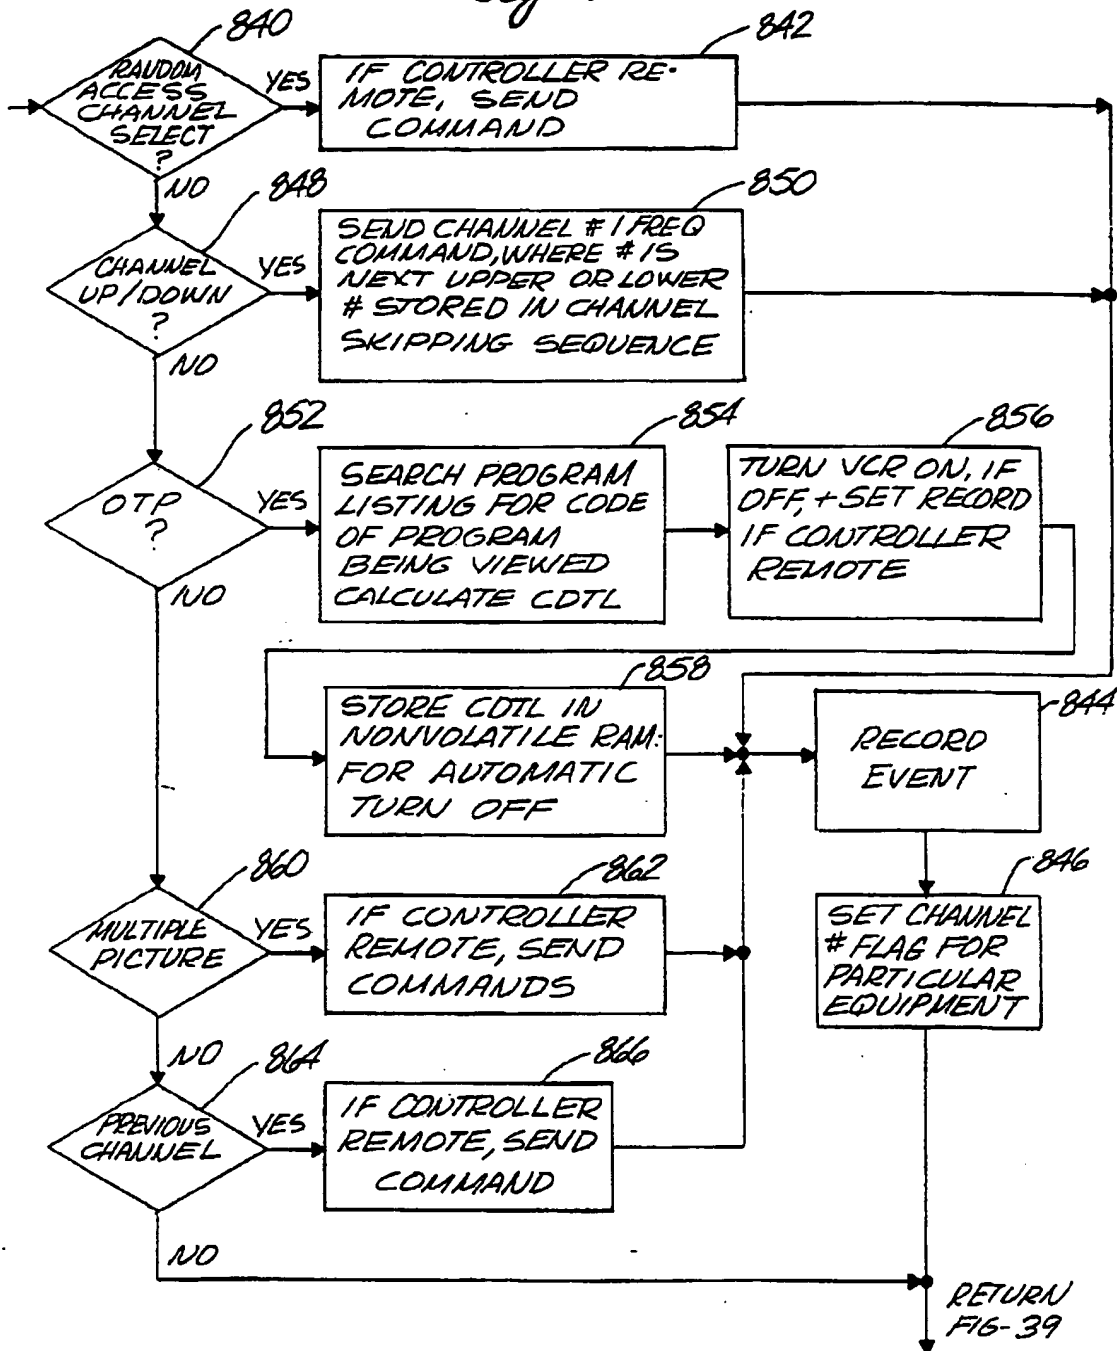 840
RANDOM
ACCESS
CHANNEL
SELECT
?
YES
NO
842
IF CONTROLLER RE-
MOTE, SEND
COMMAND
848
CHANNEL
UP/DOWN
?
YES
NO
850
SEND CHANNEL # / FREQ
COMMAND, WHERE # IS
NEXT UPPER OR LOWER
# STORED IN CHANNEL
SKIPPING SEQUENCE
852
OTP
?
YES
NO
854
SEARCH PROGRAM
LISTING FOR CODE
OF PROGRAM
BEING VIEWED
CALCULATE CDTL
856
TURN VCR ON, IF
OFF, + SET RECORD
IF CONTROLLER
REMOTE
858
STORE CDTL IN
NONVOLATILE RAM
FOR AUTOMATIC
TURN OFF
844
RECORD
EVENT
846
SET CHANNEL
# FLAG FOR
PARTICULAR
EQUIPMENT
860
MULTIPLE
PICTURE
YES
NO
862
IF CONTROLLER
REMOTE, SEND
COMMANDS
864
PREVIOUS
CHANNEL
YES
NO
866
IF CONTROLLER
REMOTE, SEND
COMMAND
RETURN
FIG-39